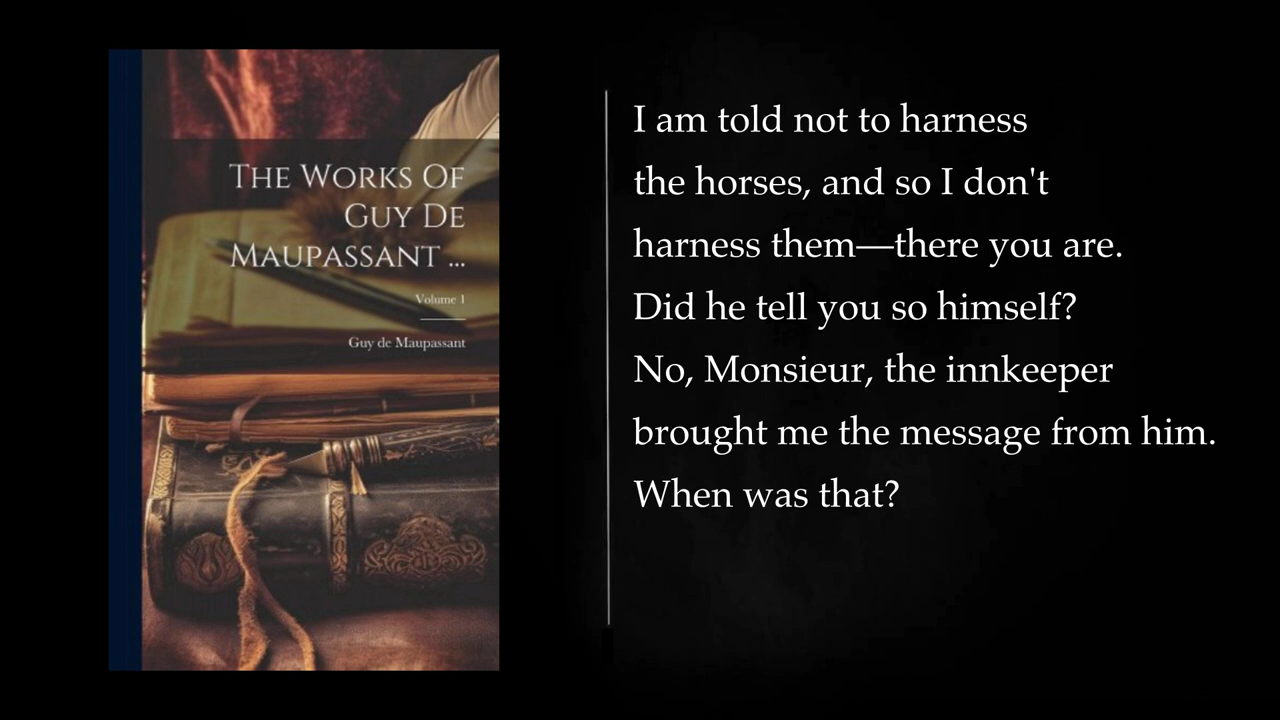 THE WORKS OF
GUY DE
MAUPASSANT ...
Volume 1
Guy de Maupassant
I am told not to harness
the horses, and so I don't
harness them—there you are.
Did he tell you so himself?
No, Monsieur, the innkeeper
brought me the message from him.
When was that?